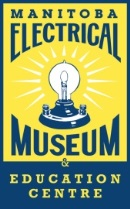 MANITOBA
ELECTRICAL
MUSEUM
&
EDUCATION
CENTRE